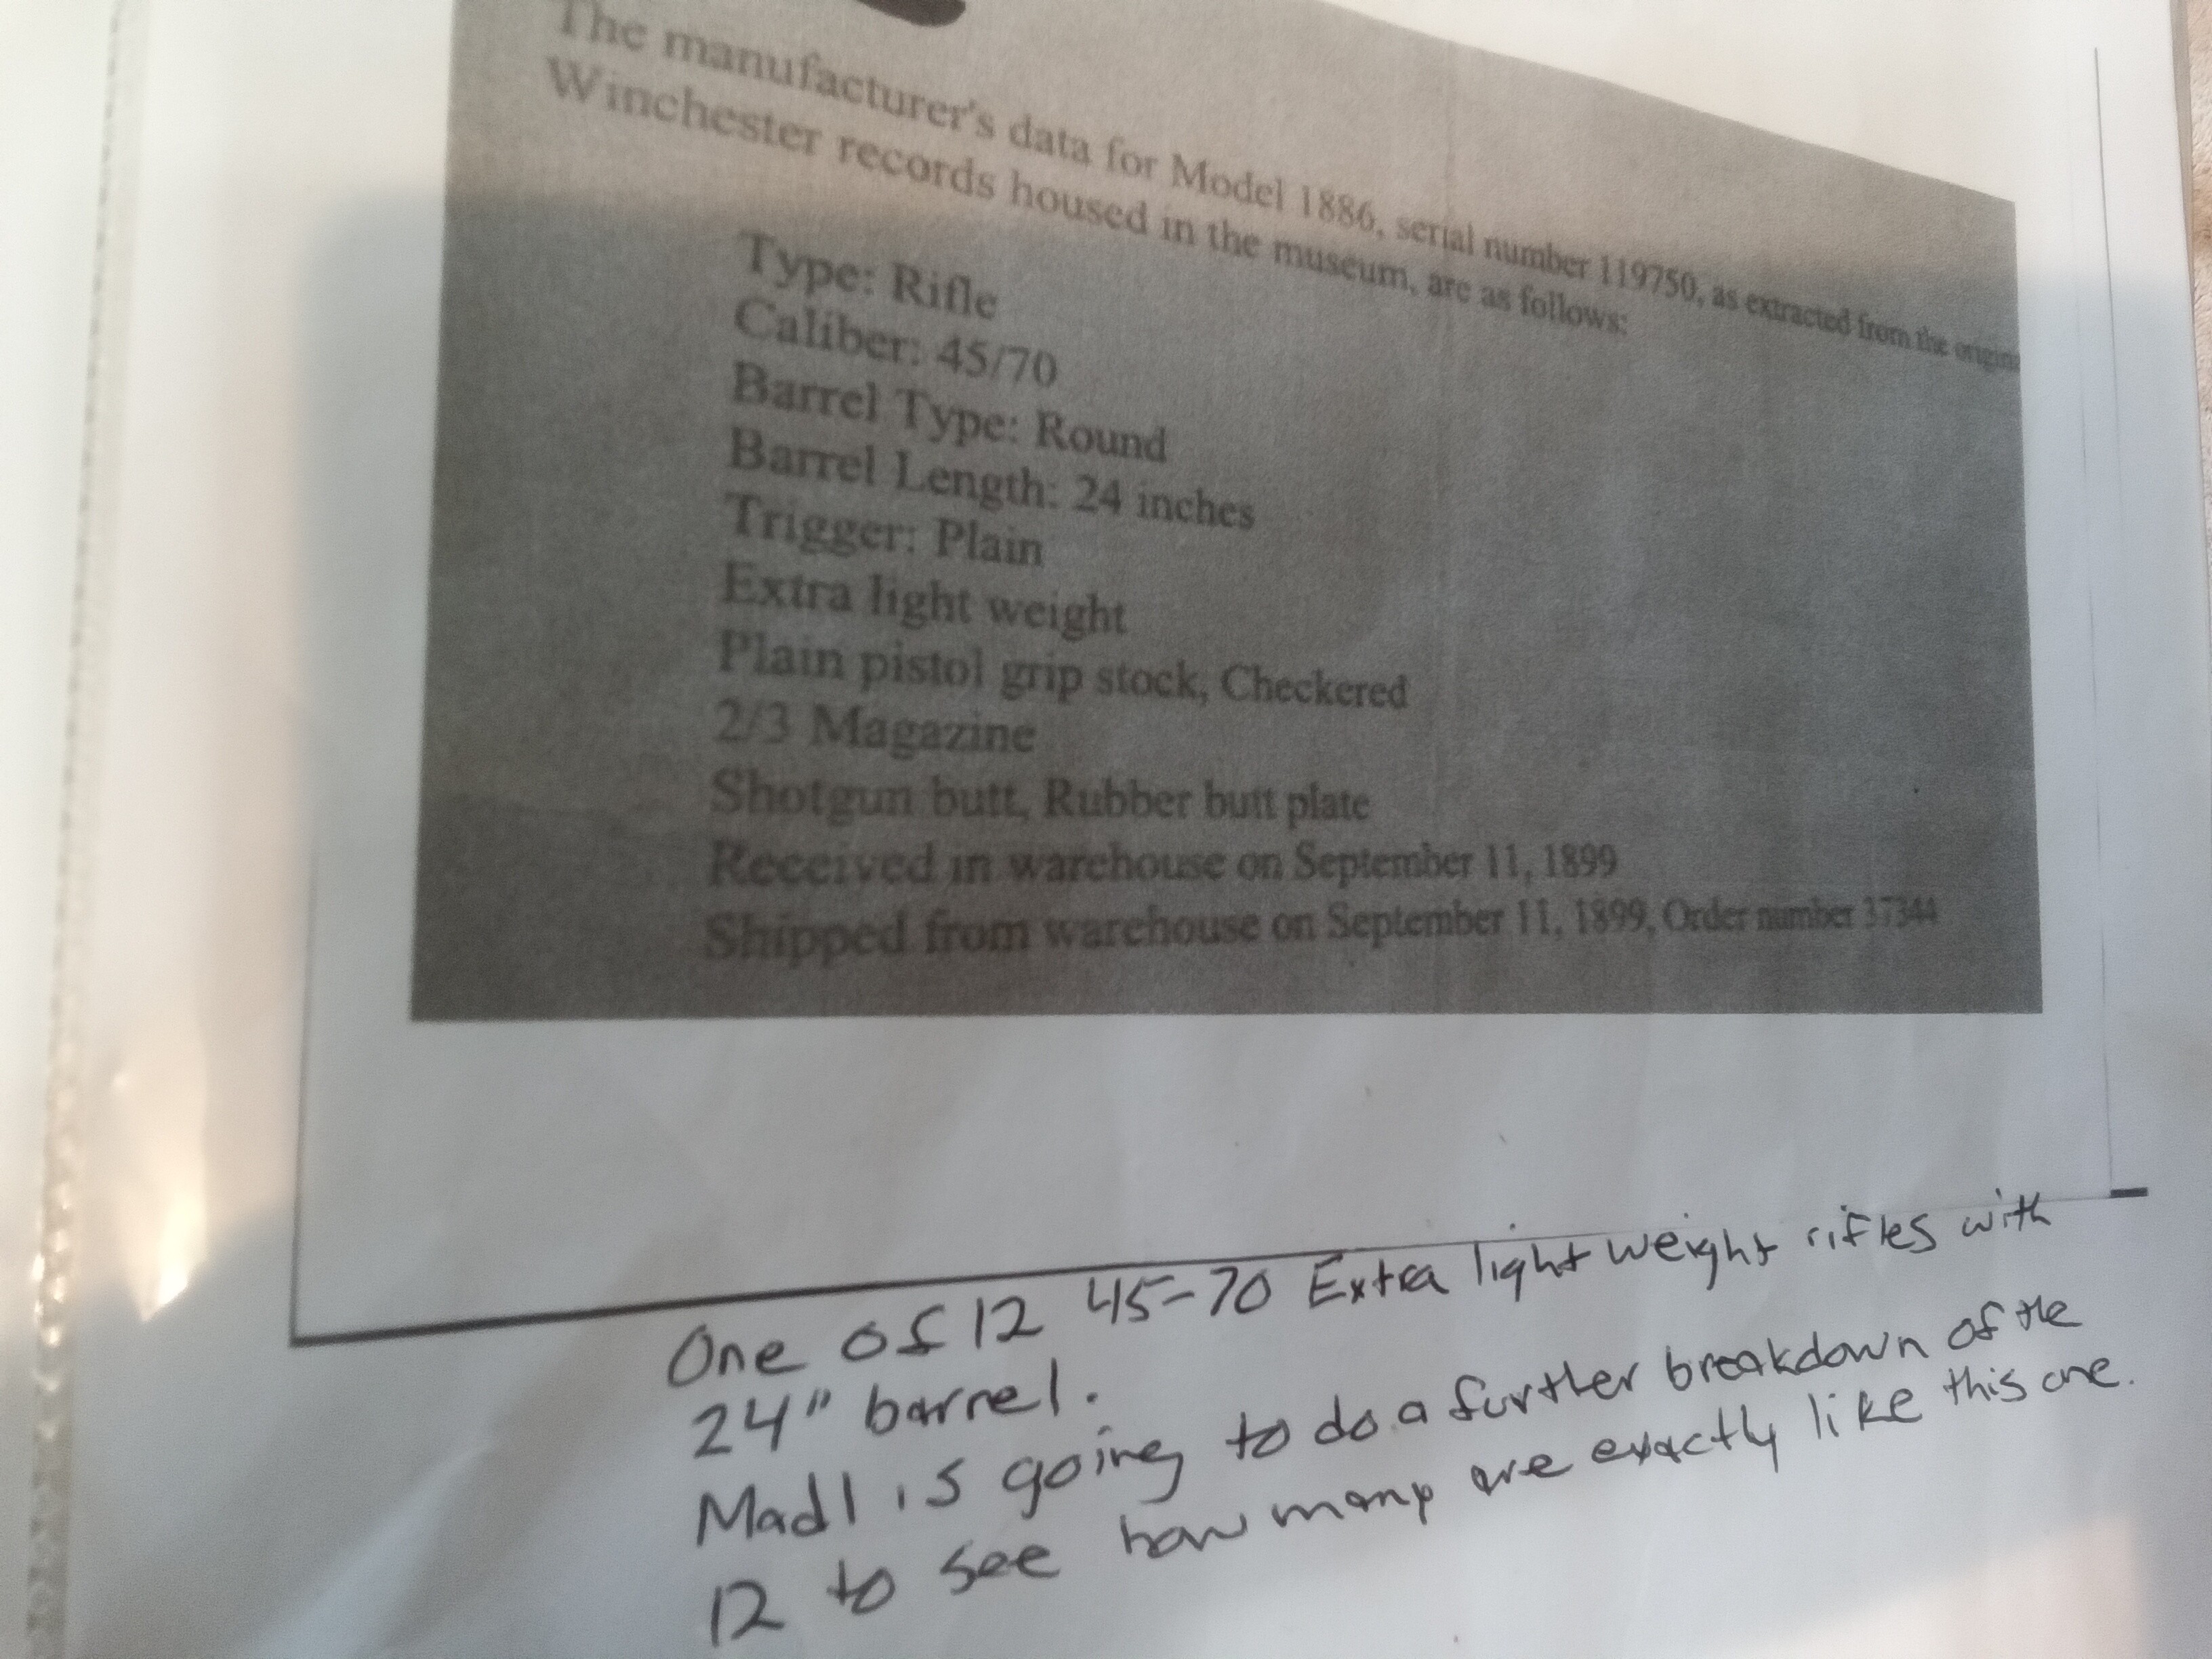 The manufacturer's data for Model 1886, serial number 119750, as extracted from the
Winchester records housed in the museum, are as follows:
Type: Rifle
Caliber: 45/70
Barrel Type: Round
Barrel Length: 24 inches
Trigger: Plain
Extra light weight
Plain pistol grip stock, Checkered
2/3 Magazine
Shotgun butt, Rubber butt plate
Received in warehouse on September 11, 1899
Shipped from warehouse on September 11, 1899, Order number 37344
One of 12 45-70 Extra light weight rifles with
24" barrel.
Madl is going to do a further breakdown of the
12 to see how many are exactly like this one.